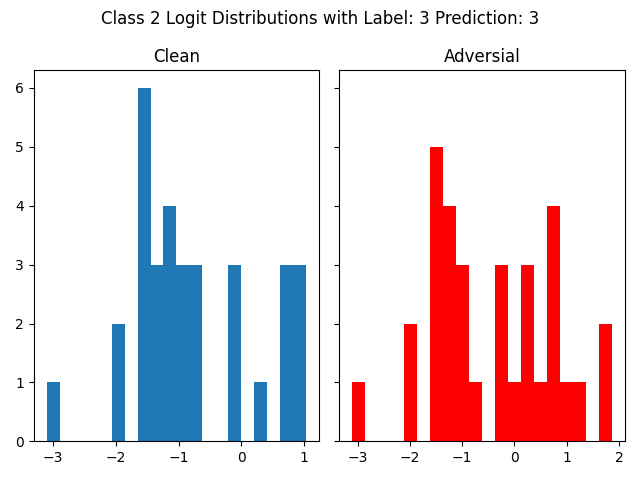 Class 2 Logit Distributions with Label: 3 Prediction: 3
Clean
Adversial
6
5
4
3
2
1
0
−3 −2 −1 0 1
−3 −2 −1 0 1 2